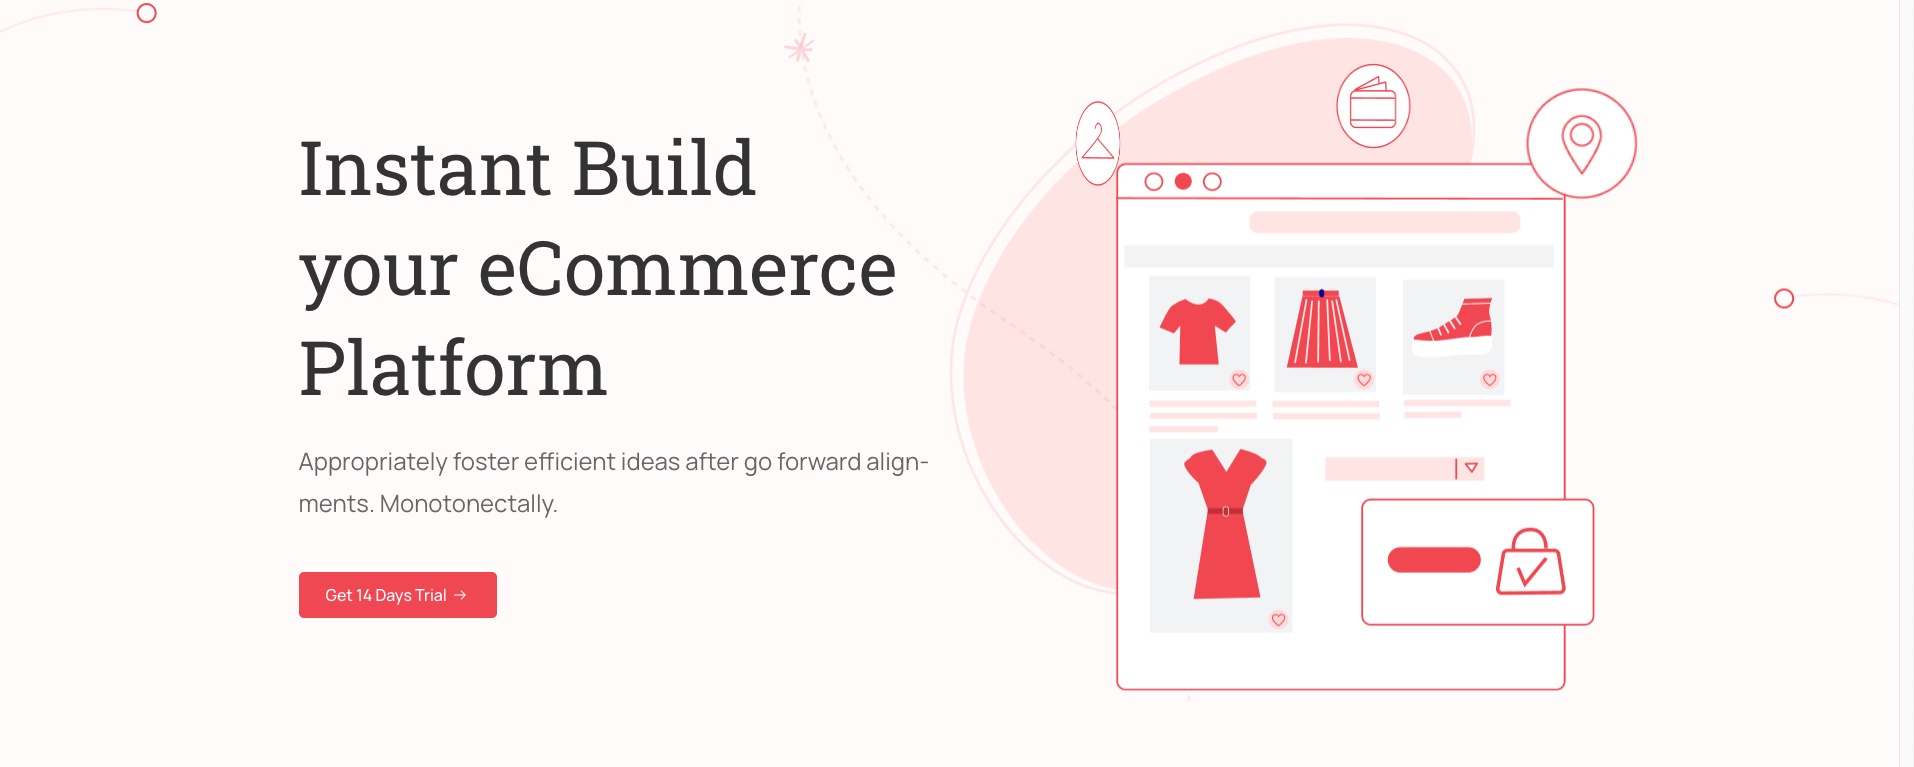 Instant Build
your eCommerce
Platform
Appropriately foster efficient ideas after go forward align-
ments. Monotonectally.
Get 14 Days Trial →